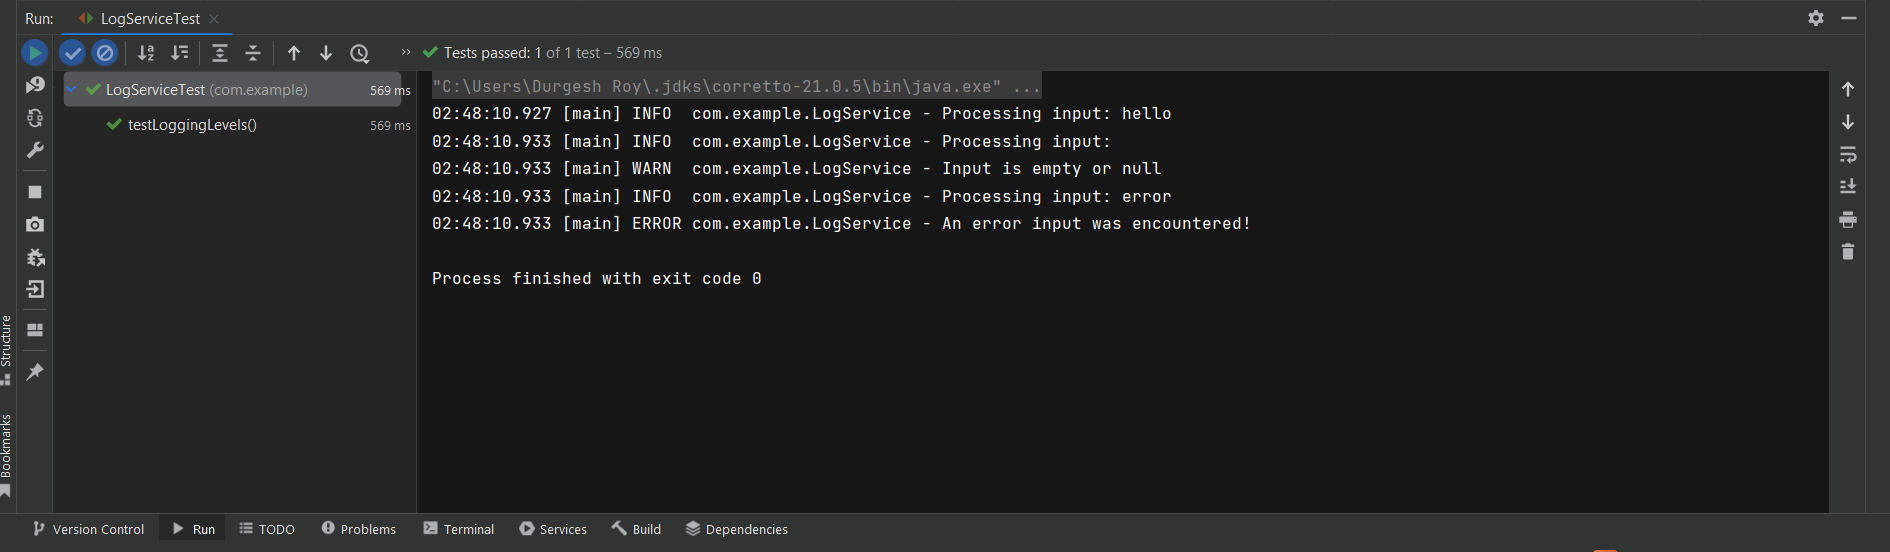 Run: LogServiceTest
Tests passed: 1 of 1 test – 569 ms
LogServiceTest (com.example) 569 ms
testLoggingLevels() 569 ms
"C:\Users\Durgesh Roy\.jdks\corretto-21.0.5\bin\java.exe" ...
02:48:10.927 [main] INFO  com.example.LogService - Processing input: hello
02:48:10.933 [main] INFO  com.example.LogService - Processing input:
02:48:10.933 [main] WARN  com.example.LogService - Input is empty or null
02:48:10.933 [main] INFO  com.example.LogService - Processing input: error
02:48:10.933 [main] ERROR com.example.LogService - An error input was encountered!
Process finished with exit code 0
Structure
Bookmarks
Version Control Run TODO Problems Terminal Services Build Dependencies